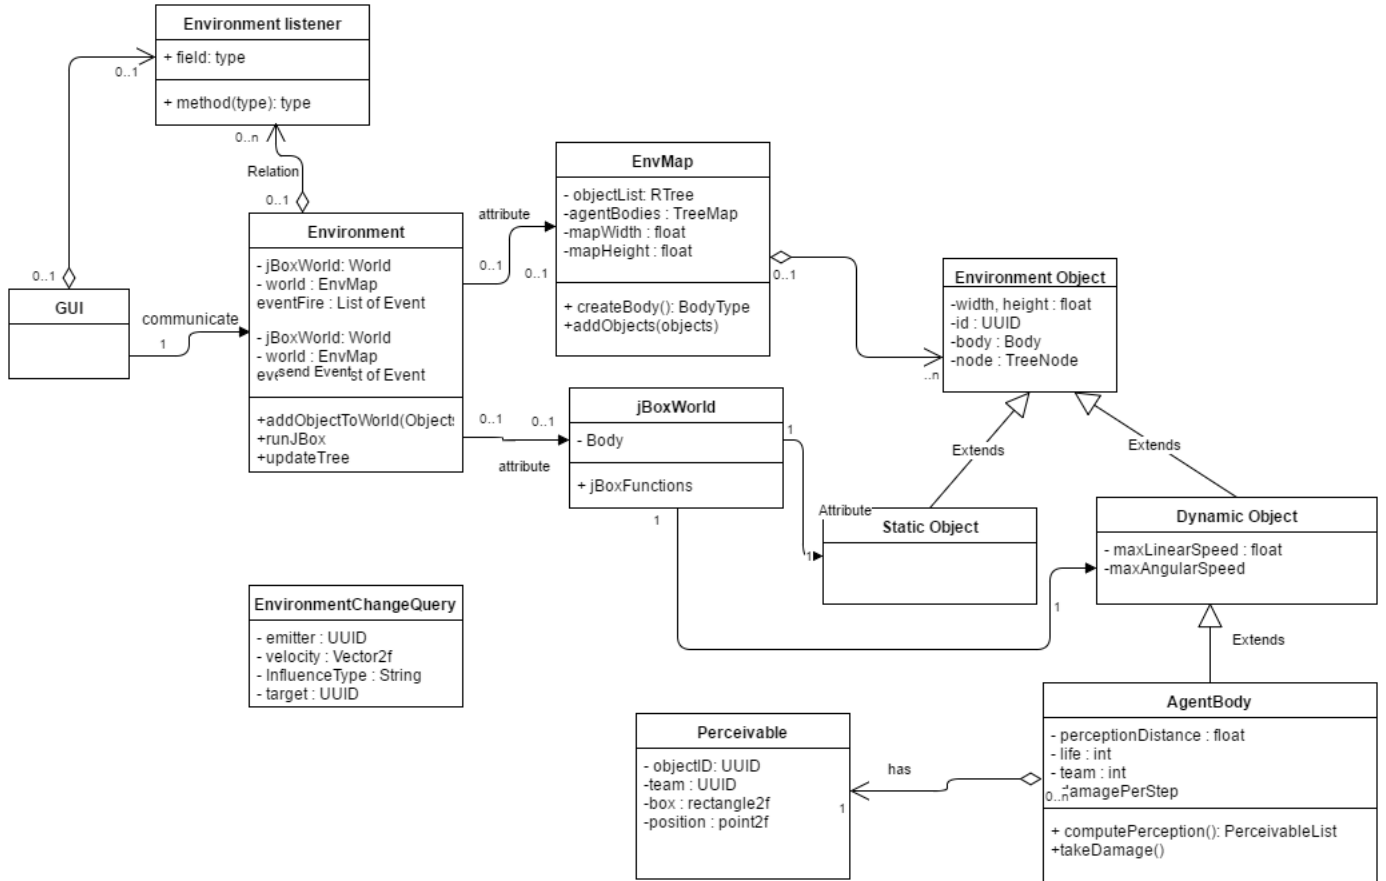 Environment listener
+ field: type
0..1
+ method(type): type
0..n
Relation
0..1
EnvMap
- objectList: RTree
-agentBodies : TreeMap
-mapWidth : float
-mapHeight : float
+ createBody(): BodyType
+addObjects(objects)
attribute
0..1
0..1
0..1
Environment
- jBoxWorld: World
- world : EnvMap
eventFire : List of Event
- jBoxWorld: World
- world : EnvMap
send Event
st of Event
+addObjectToWorld(Objects
+runJBox
+updateTree
0..1
GUI
communicate
1
Environment Object
-width, height : float
-id : UUID
-body : Body
-node : TreeNode
..n
0..1
0..1
attribute
jBoxWorld
- Body
+ jBoxFunctions
1
1
Extends
Extends
Attribute
Static Object
1
Dynamic Object
- maxLinearSpeed : float
-maxAngularSpeed
1
Extends
EnvironmentChangeQuery
- emitter : UUID
- velocity : Vector2f
- InfluenceType : String
- target : UUID
Perceivable
- objectID: UUID
-team : UUID
-box : rectangle2f
-position : point2f
1
has
AgentBody
- perceptionDistance : float
- life : int
- team : int
0..n
damagePerStep
+ computePerception(): PerceivableList
+takeDamage()